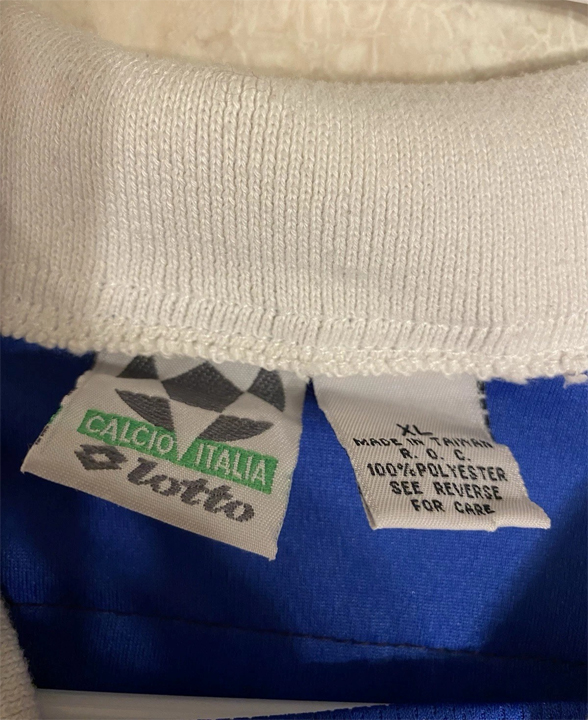 CALCIO ITALIA
lotto
XL
MADE IN TAIWAN
R. O. C.
100% POLYESTER
SEE REVERSE
FOR CARE